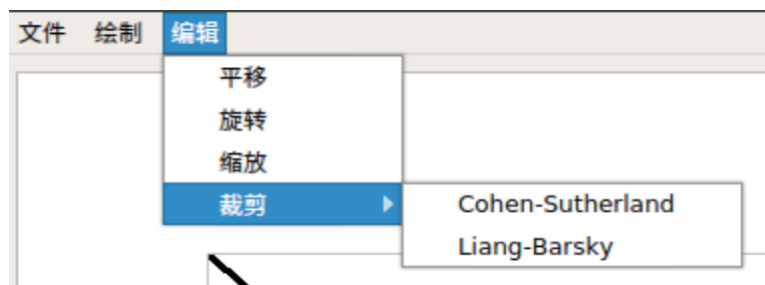 文件 绘制 编辑
平移
旋转
缩放
裁剪
Cohen-Sutherland
Liang-Barsky